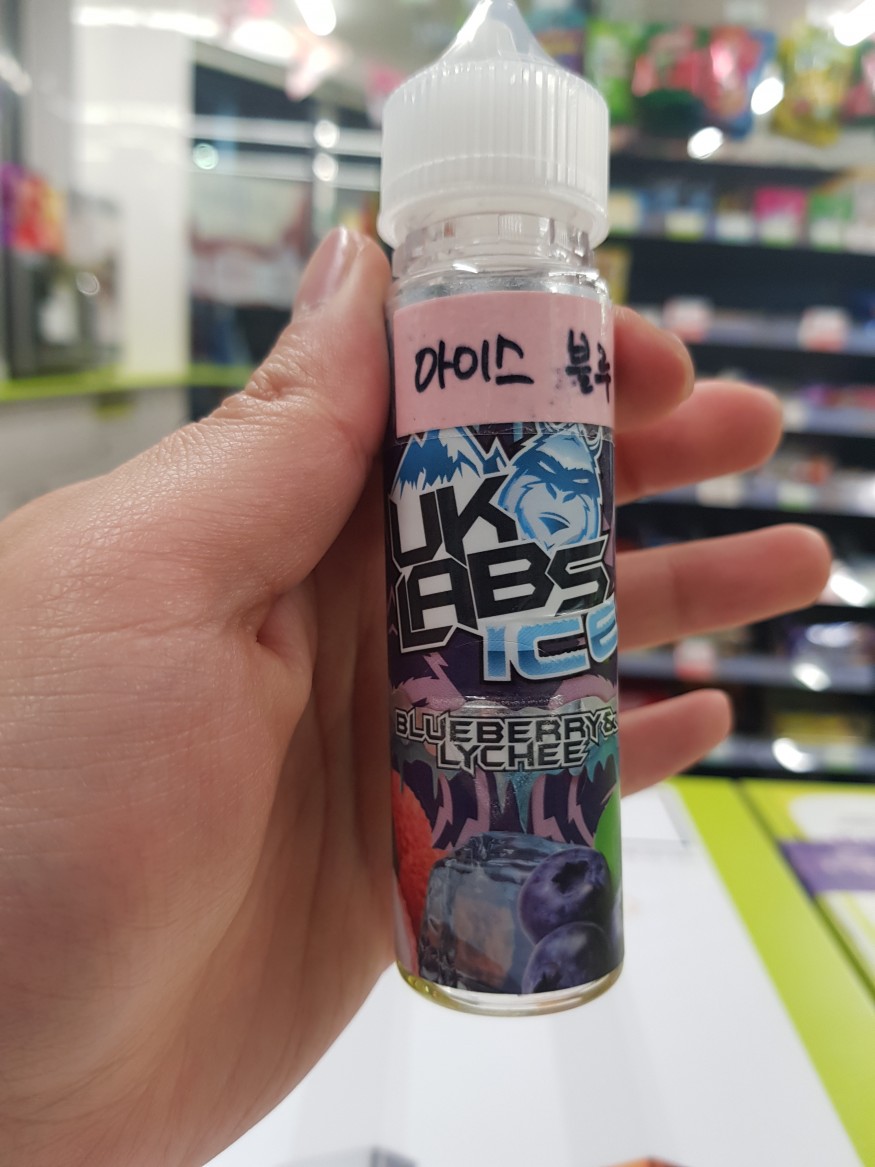 아이스 블루
UK
LABS
ICE
BLUEBERRY&
LYCHEE